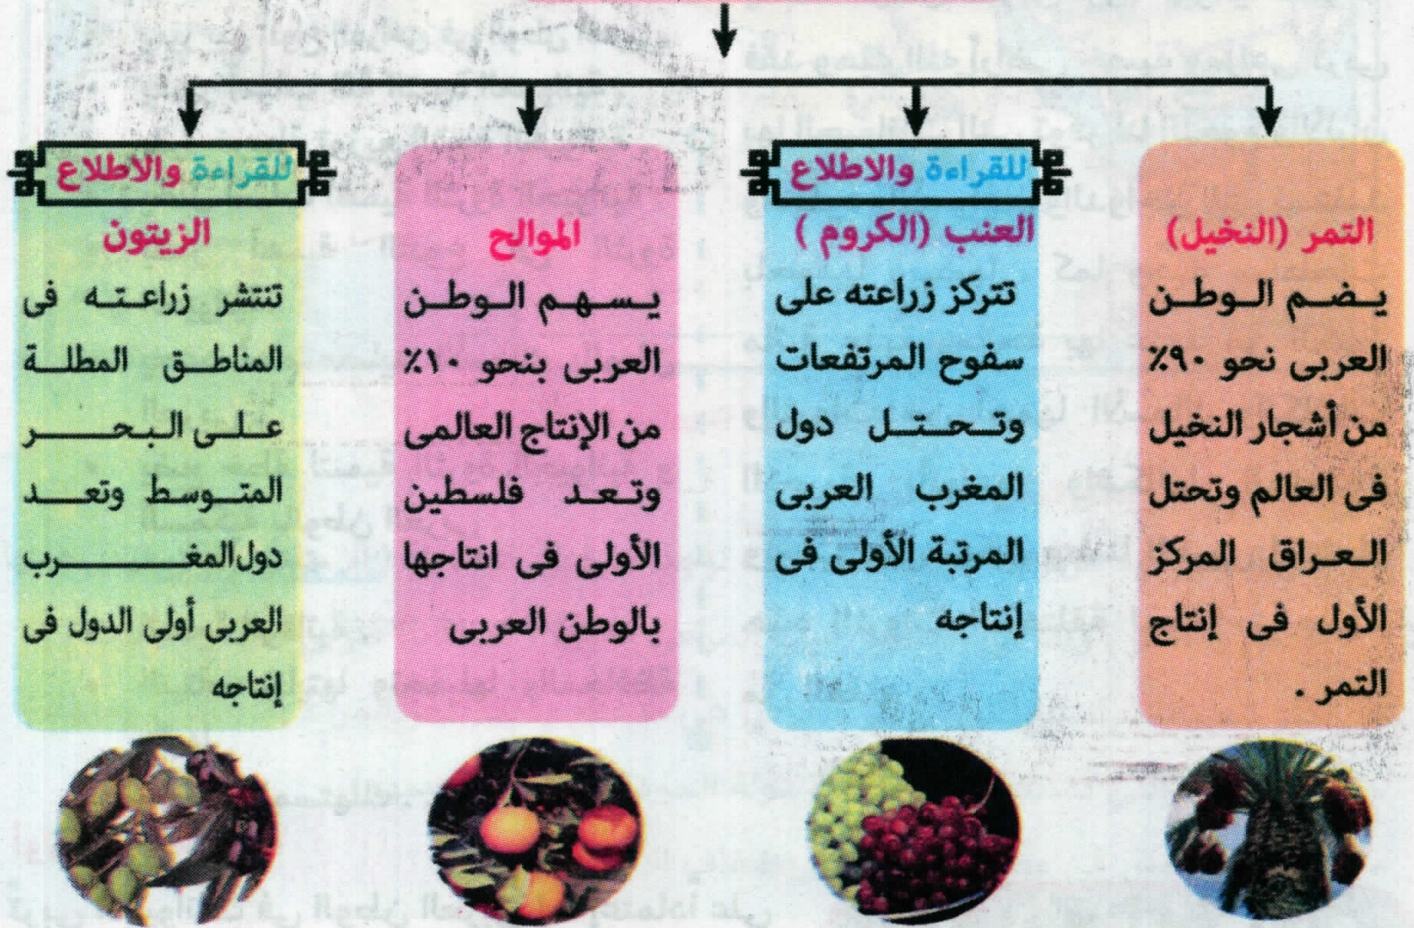 التمر (النخيل)
يضم الوطن
العربى نحو ٩٠٪
من أشجار النخيل
فى العالم وتحتل
العراق المركز
الأول فى إنتاج
التمر .
للقراءة والاطلاع
العنب (الكروم )
تتركز زراعته على
سفوح المرتفعات
وتحتل دول
المغرب العربى
المرتبة الأولى فى
إنتاجه
الموالح
يسهم الوطن
العربى بنحو ١٠٪
من الإنتاج العالمى
وتعد فلسطين
الأولى فى انتاجها
بالوطن العربى
للقراءة والاطلاع
الزيتون
تنتشر زراعته فى
المناطق المطلة
على البحر
المتوسط وتعد
دول المغرب
العربى أولى الدول فى
إنتاجه